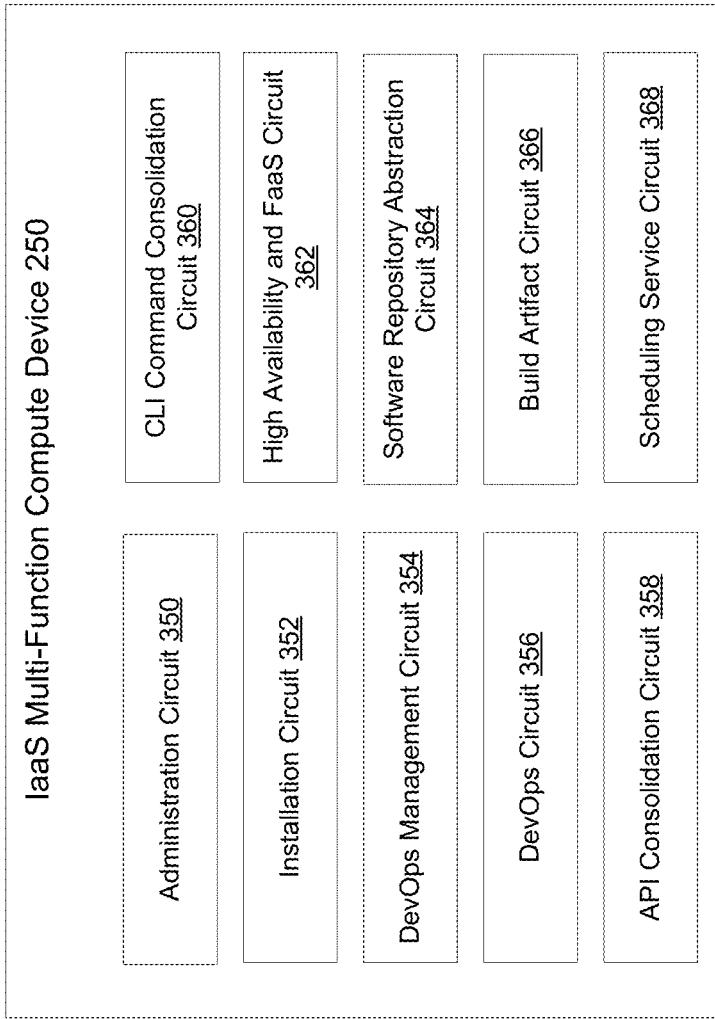 IaaS Multi-Function Compute Device 250
Administration Circuit 350
Installation Circuit 352
DevOps Management Circuit 354
DevOps Circuit 356
API Consolidation Circuit 358
CLI Command Consolidation
Circuit 360
High Availability and FaaS Circuit
362
Software Repository Abstraction
Circuit 364
Build Artifact Circuit 366
Scheduling Service Circuit 368